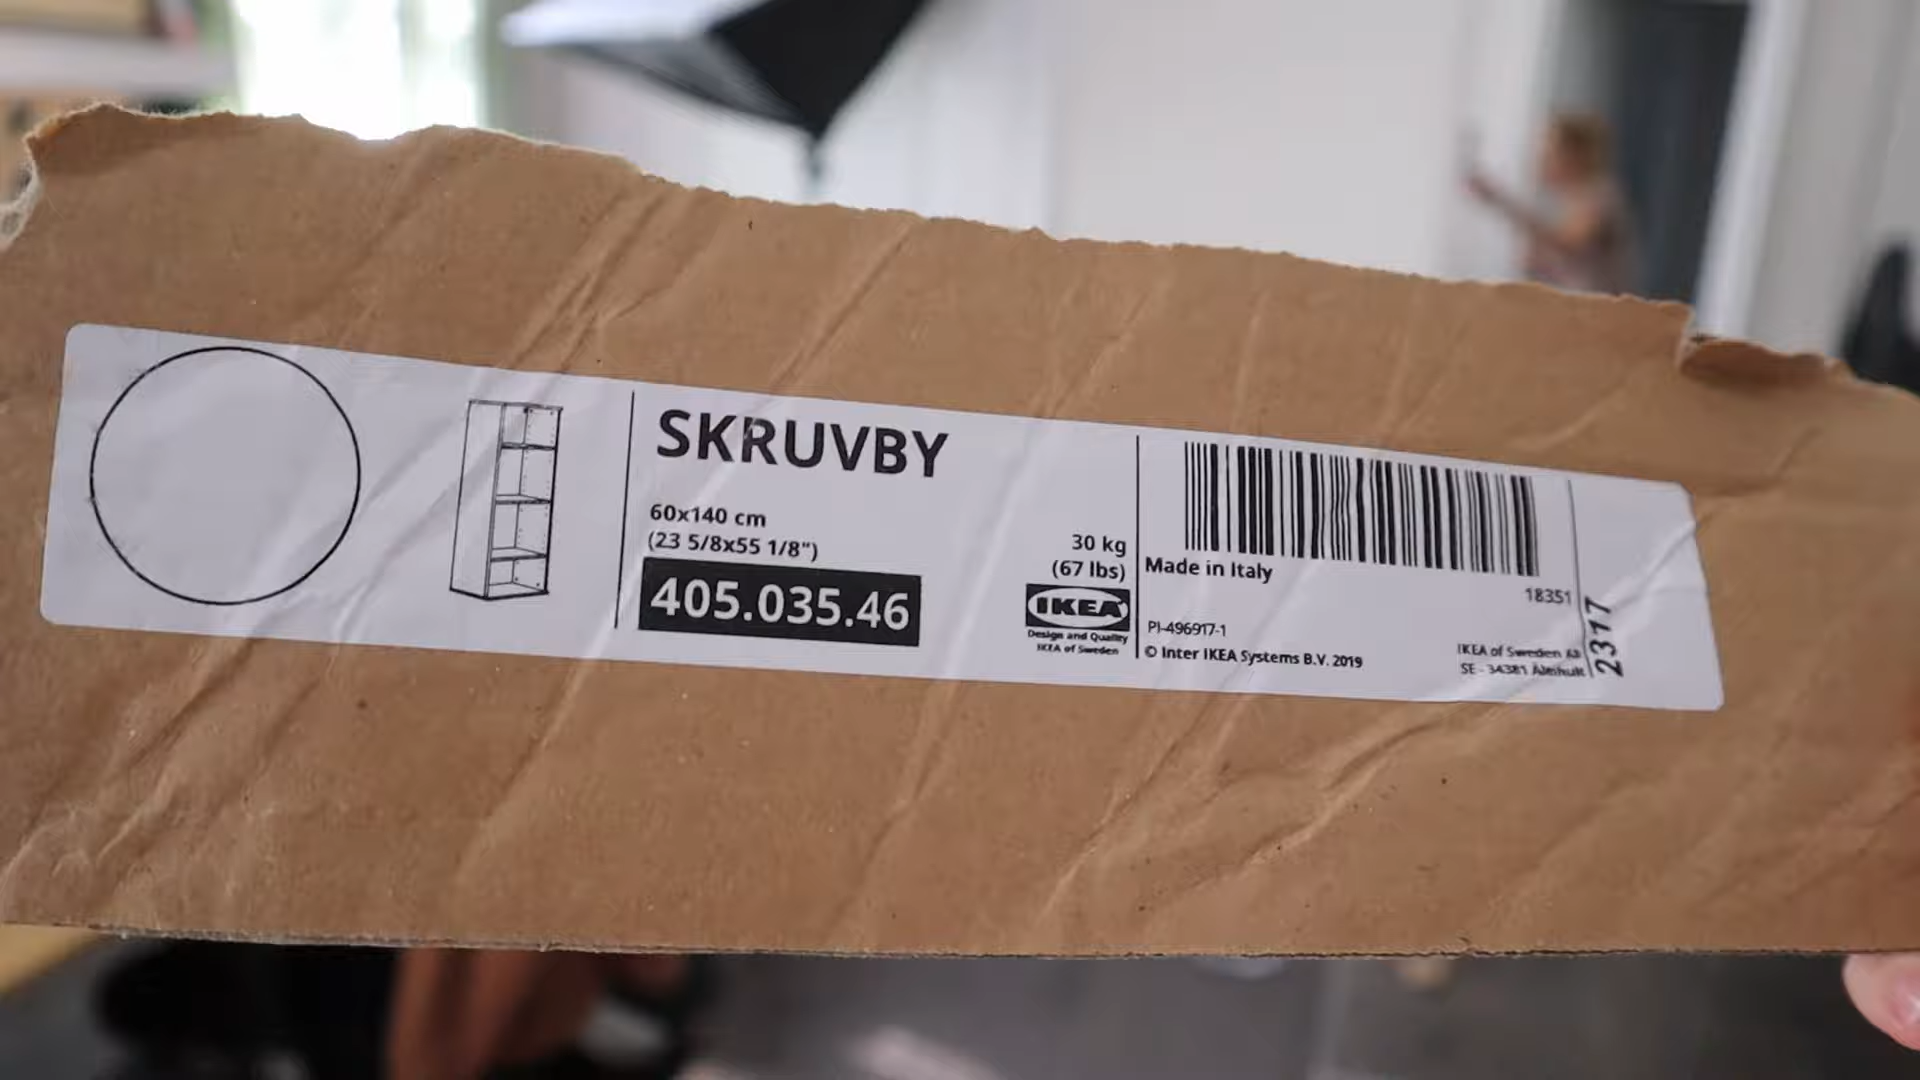 SKRUVBY
60x140 cm
(23 5/8x55 1/8")
405.035.46
30 kg
(67 lbs)
IKEA
Design and Quality
IKEA of Sweden
Made in Italy
18351
PI-496917-1
© Inter IKEA Systems B.V. 2019
IKEA of Sweden AB
SE - 34381 Älmhult
2317